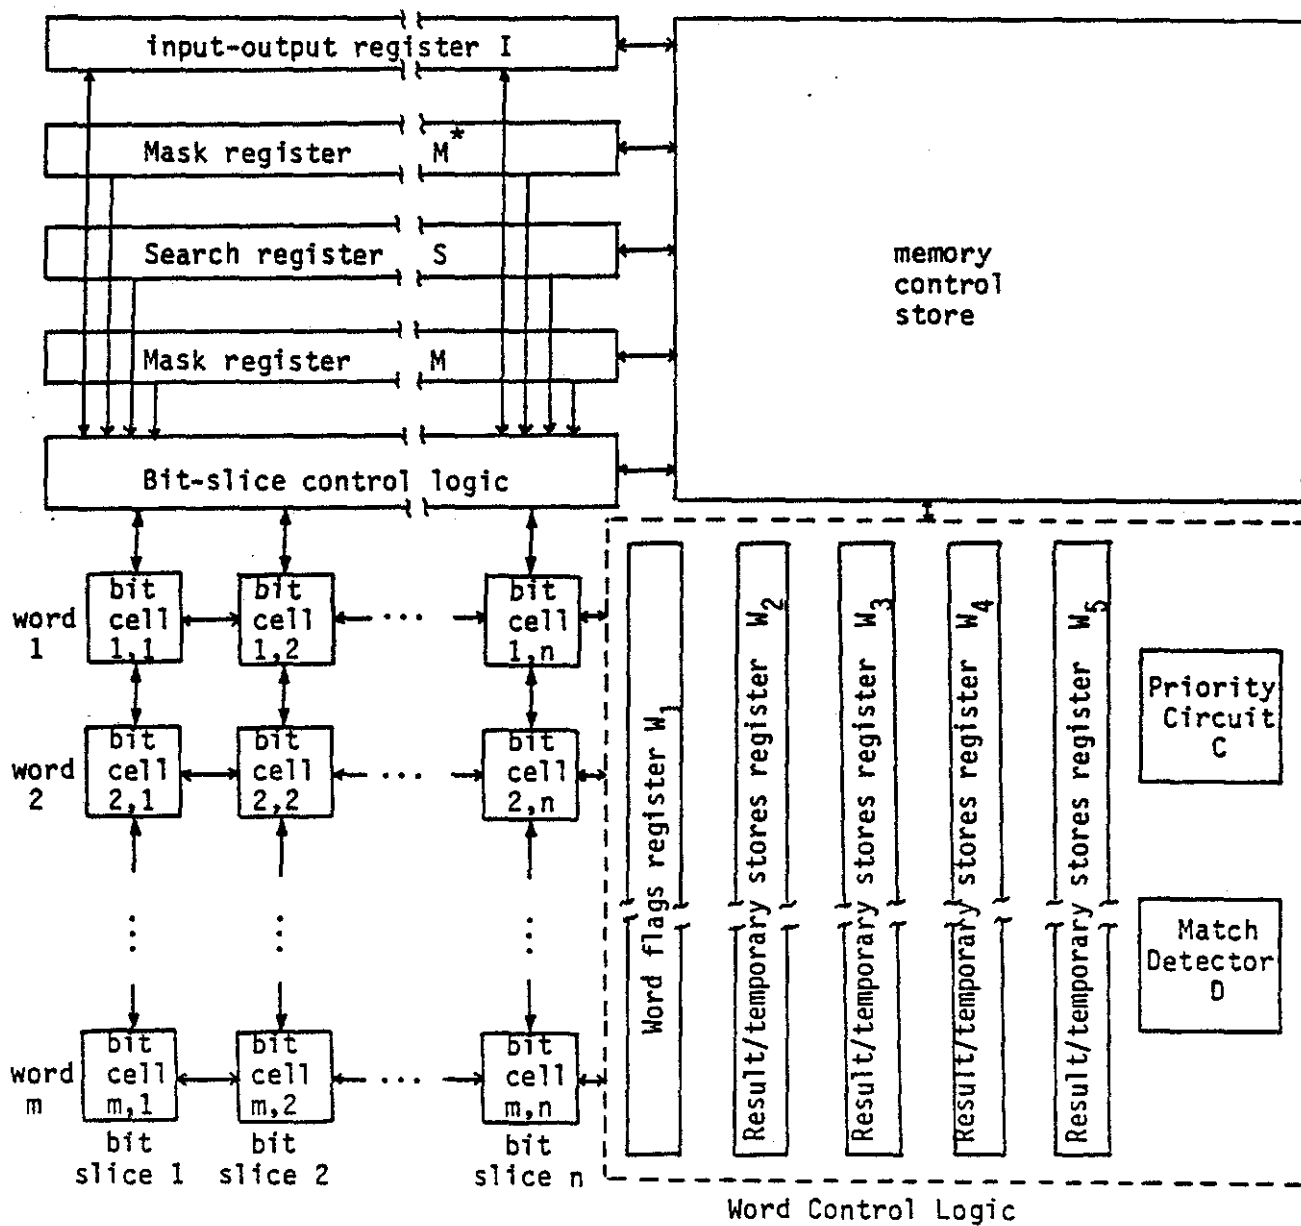 input-output register I
Mask register M*
Search register S
Mask register M
Bit-slice control logic
memory
control
store
word
1
bit
cell
1,1
bit
cell
1,2
...
bit
cell
1,n
word
2
bit
cell
2,1
bit
cell
2,2
...
bit
cell
2,n
word
m
bit
cell
m,1
bit
cell
m,2
...
bit
cell
m,n
bit
slice 1
bit
slice 2
bit
slice n
Word flags register W1
Result/temporary stores register W2
Result/temporary stores register W3
Result/temporary stores register W4
Result/temporary stores register W5
Priority
Circuit
C
Match
Detector
D
Word Control Logic